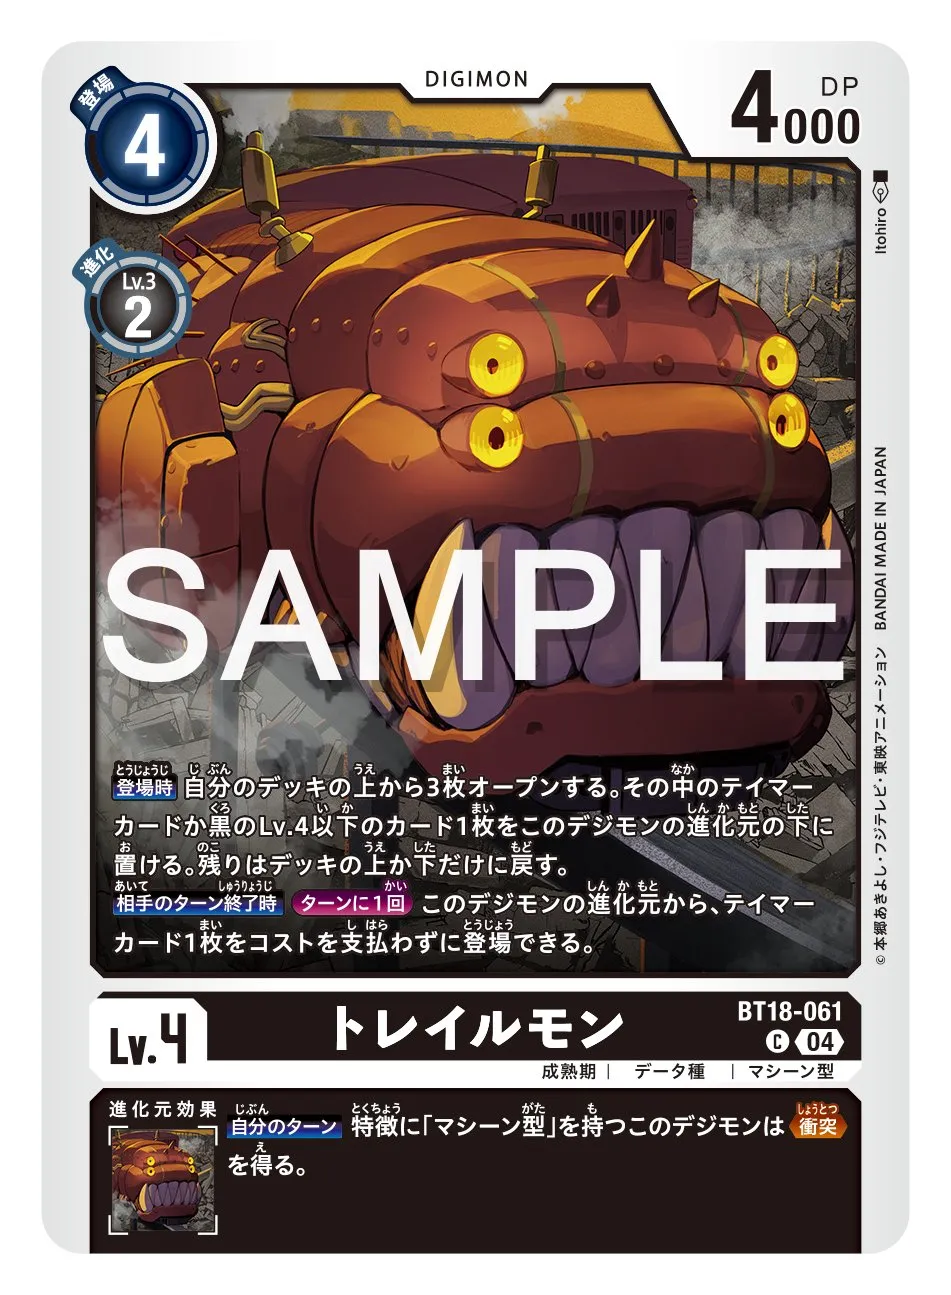 DIGIMON
登場
4
4000
DP
進化
Lv.3
2
Itohiro
SAMPLE
BANDAI MADE IN JAPAN
©本郷あきよし・フジテレビ・東映アニメーション
登場時 自分のデッキの上から3枚オープンする。その中のテイマー
カードか黒のLv.4以下のカード1枚をこのデジモンの進化元の下に
置ける。残りはデッキの上か下だけに戻す。
相手のターン終了時 ターンに1回 このデジモンの進化元から、テイマー
カード1枚をコストを支払わずに登場できる。
Lv.4
トレイルモン
BT18-061
C 04
成熟期 | データ種 | マシーン型
進化元効果
自分のターン 特徴に「マシーン型」を持つこのデジモンは 衝突
を得る。